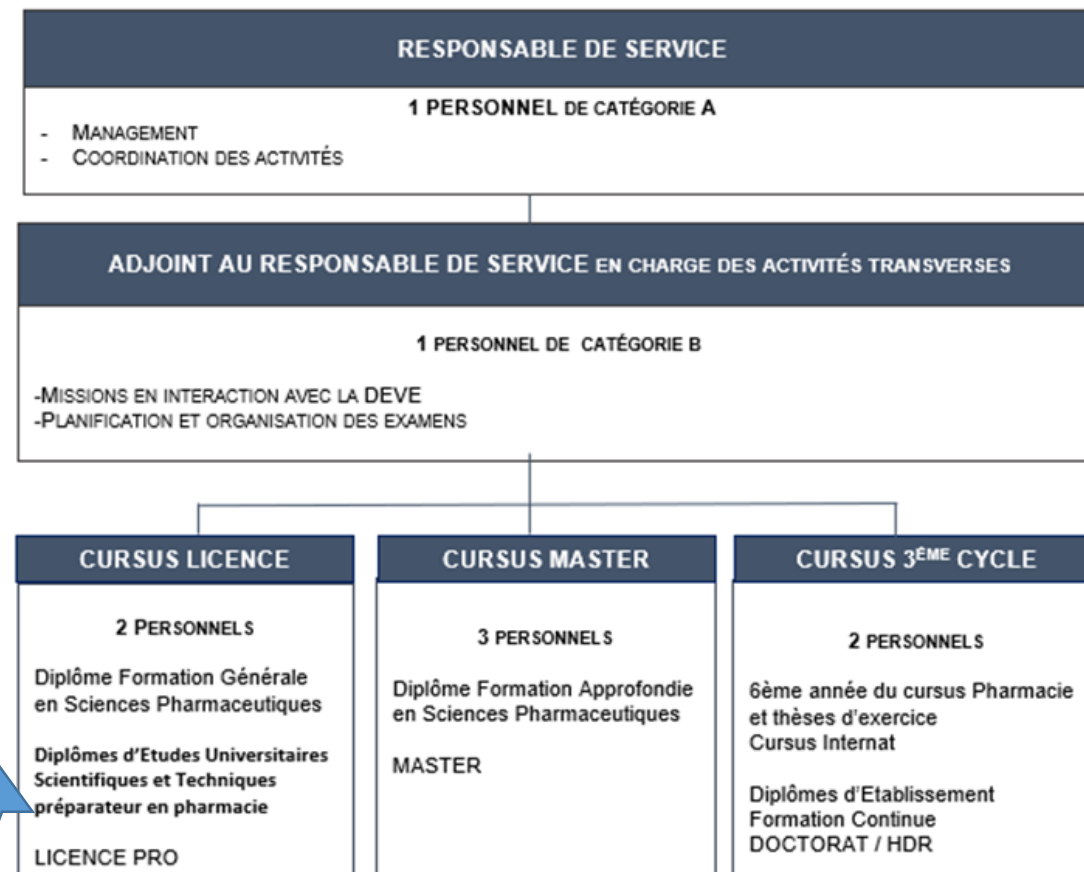 RESPONSABLE DE SERVICE
1 PERSONNEL DE CATÉGORIE A
- MANAGEMENT
- COORDINATION DES ACTIVITÉS
ADJOINT AU RESPONSABLE DE SERVICE EN CHARGE DES ACTIVITÉS TRANSVERSES
1 PERSONNEL DE CATÉGORIE B
-MISSIONS EN INTERACTION AVEC LA DEVE
-PLANIFICATION ET ORGANISATION DES EXAMENS
CURSUS LICENCE
2 PERSONNELS
Diplôme Formation Générale
en Sciences Pharmaceutiques
Diplômes d’Etudes Universitaires
Scientifiques et Techniques
préparateur en pharmacie
LICENCE PRO
CURSUS MASTER
3 PERSONNELS
Diplôme Formation Approfondie
en Sciences Pharmaceutiques
MASTER
CURSUS 3ÈME CYCLE
2 PERSONNELS
6ème année du cursus Pharmacie
et thèses d’exercice
Cursus Internat
Diplômes d’Etablissement
Formation Continue
DOCTORAT / HDR